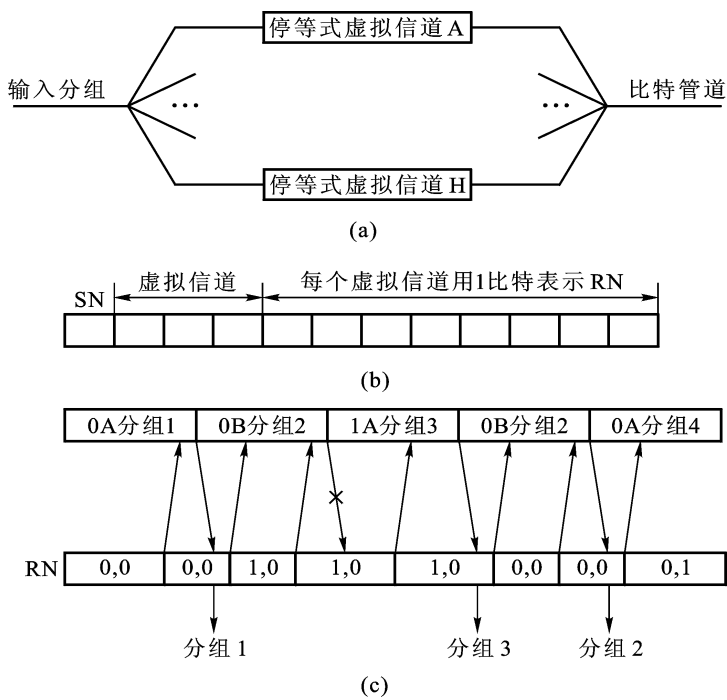 停等式虚拟信道A
输入分组
比特管道
...
...
停等式虚拟信道H
(a)
SN
虚拟信道
每个虚拟信道用1比特表示RN
(b)
0A分组1 0B分组2 1A分组3 0B分组2 0A分组4
RN 0,0 0,0 1,0 1,0 1,0 0,0 0,0 0,1
分组1 分组3 分组2
(c)